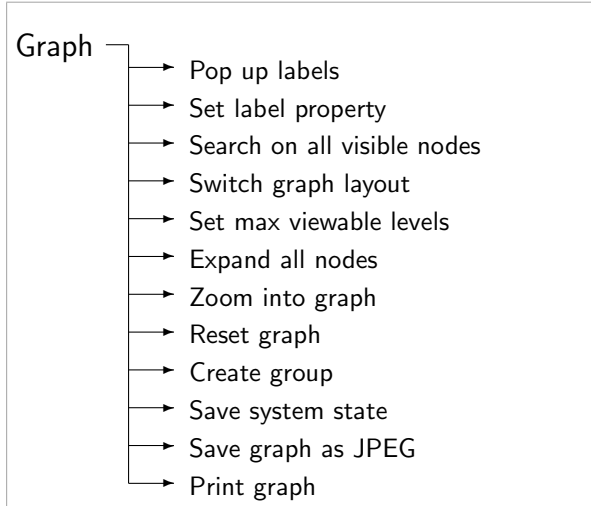 Graph
Pop up labels
Set label property
Search on all visible nodes
Switch graph layout
Set max viewable levels
Expand all nodes
Zoom into graph
Reset graph
Create group
Save system state
Save graph as JPEG
Print graph